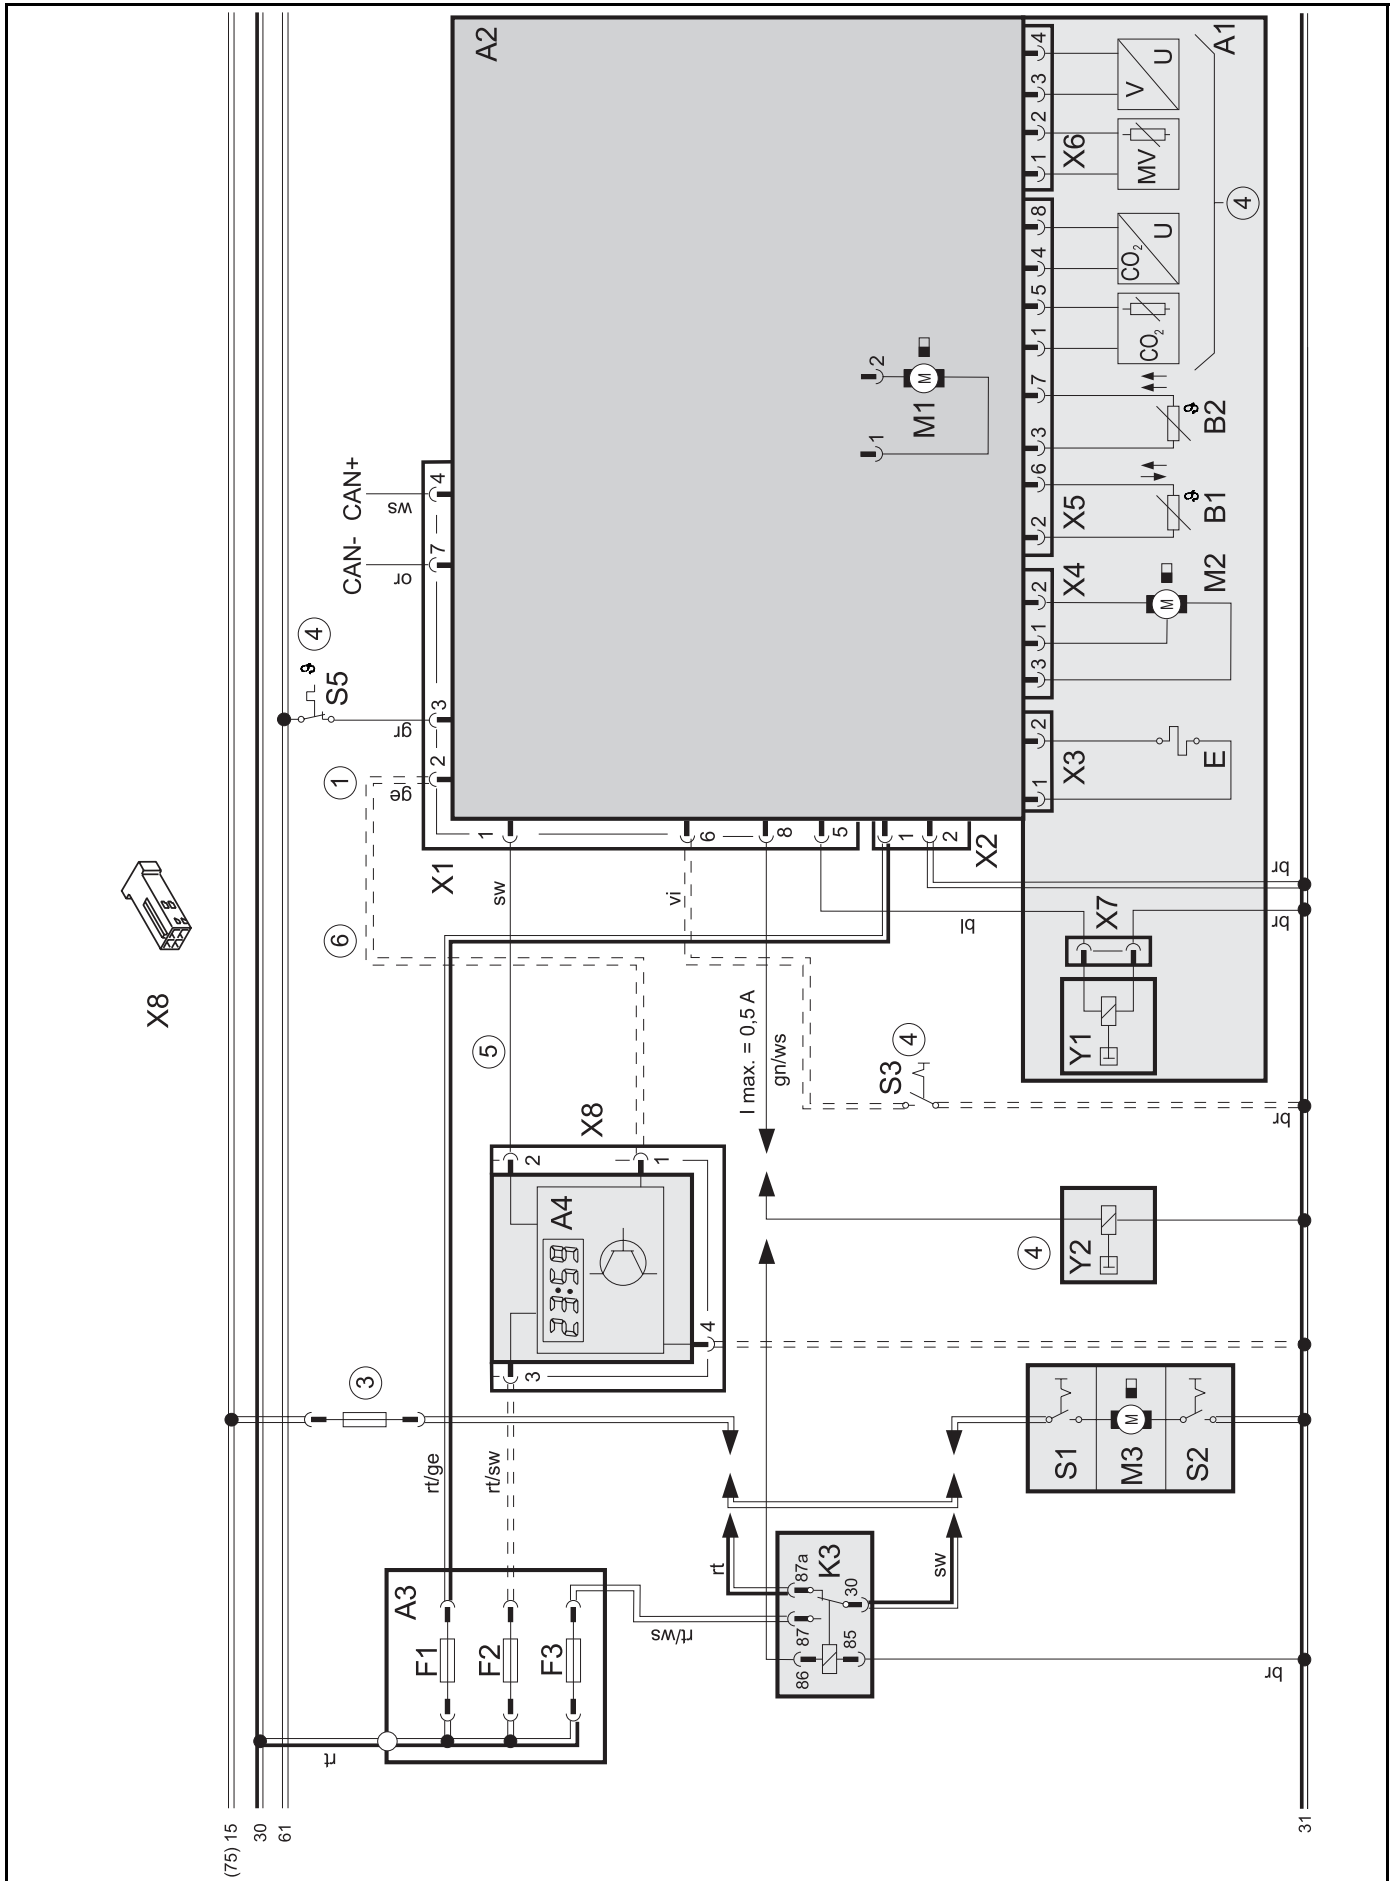 (75) 15
30
61
31
rt
A3
F1
F2
F3
rt/ge
rt/sw
rt/ws
3
X8
A4
23:59
3
4
2
1
5
6
1
X8
K3
86
87
87a
85
30
rt
sw
br
S1
M3
M
S2
Y2
4
S3
4
br
I max. = 0,5 A
gn/ws
vi
sw
bl
X1
1
6
8
5
X2
1
2
Y1
X7
br
br
ge
2
gr
3
S5
ϑ
4
CAN-
or
7
CAN+
ws
4
A2
M1
M
1
2
X3
1
2
E
X4
3
1
2
M2
M
X5
2
6
3
7
1
5
4
8
B1
ϑ
B2
ϑ
CO2
CO2
U
X6
1
2
3
4
MV
V
U
4
A1